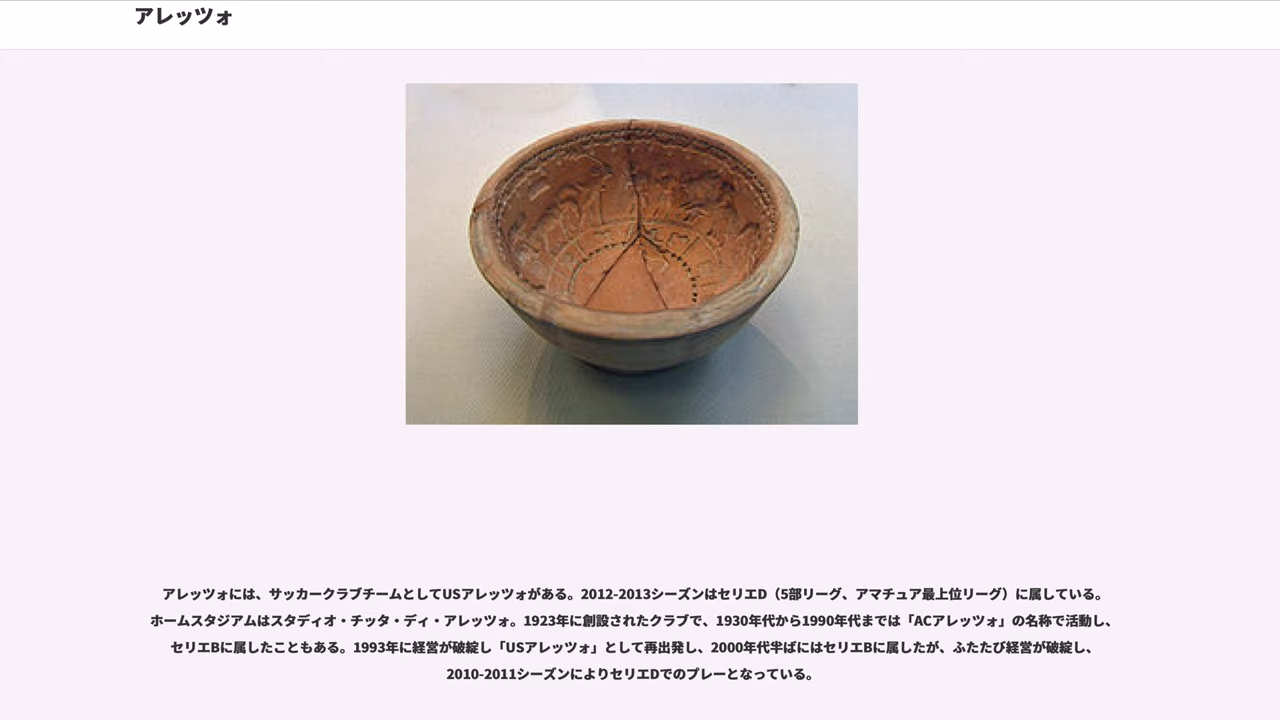 アレッツォ
アレッツォには、サッカークラブチームとしてUSアレッツォがある。2012-2013シーズンはセリエD（5部リーグ、アマチュア最上位リーグ）に属している。
ホームスタジアムはスタディオ・チッタ・ディ・アレッツォ。1923年に創設されたクラブで、1930年代から1990年代までは「ACアレッツォ」の名称で活動し、
セリエBに属したこともある。1993年に経営が破綻し「USアレッツォ」として再出発し、2000年代半ばにはセリエBに属したが、ふたたび経営が破綻し、
2010-2011シーズンによりセリエDでのプレーとなっている。